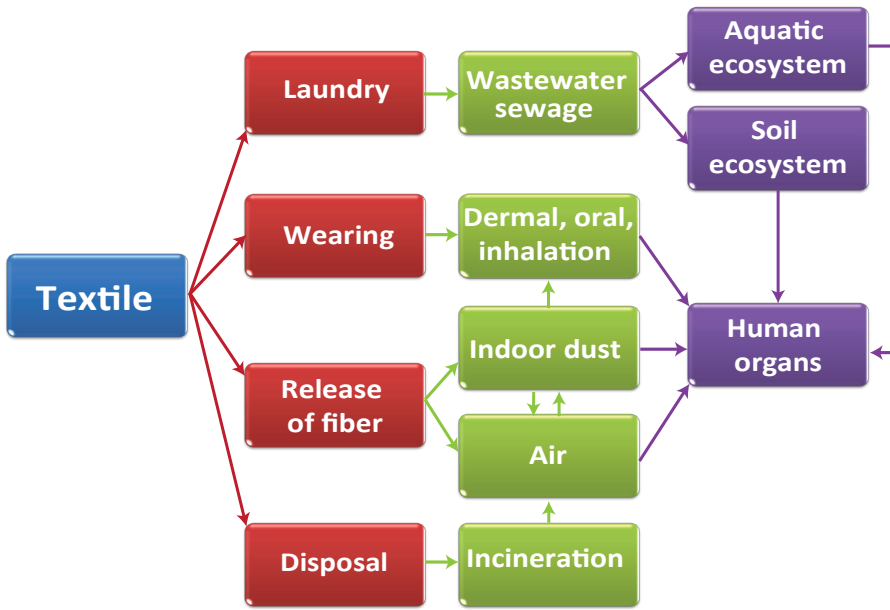 Textile
Laundry
Wearing
Release
of fiber
Disposal
Wastewater
sewage
Dermal, oral,
inhalation
Indoor dust
Air
Incineration
Aquatic
ecosystem
Soil
ecosystem
Human
organs